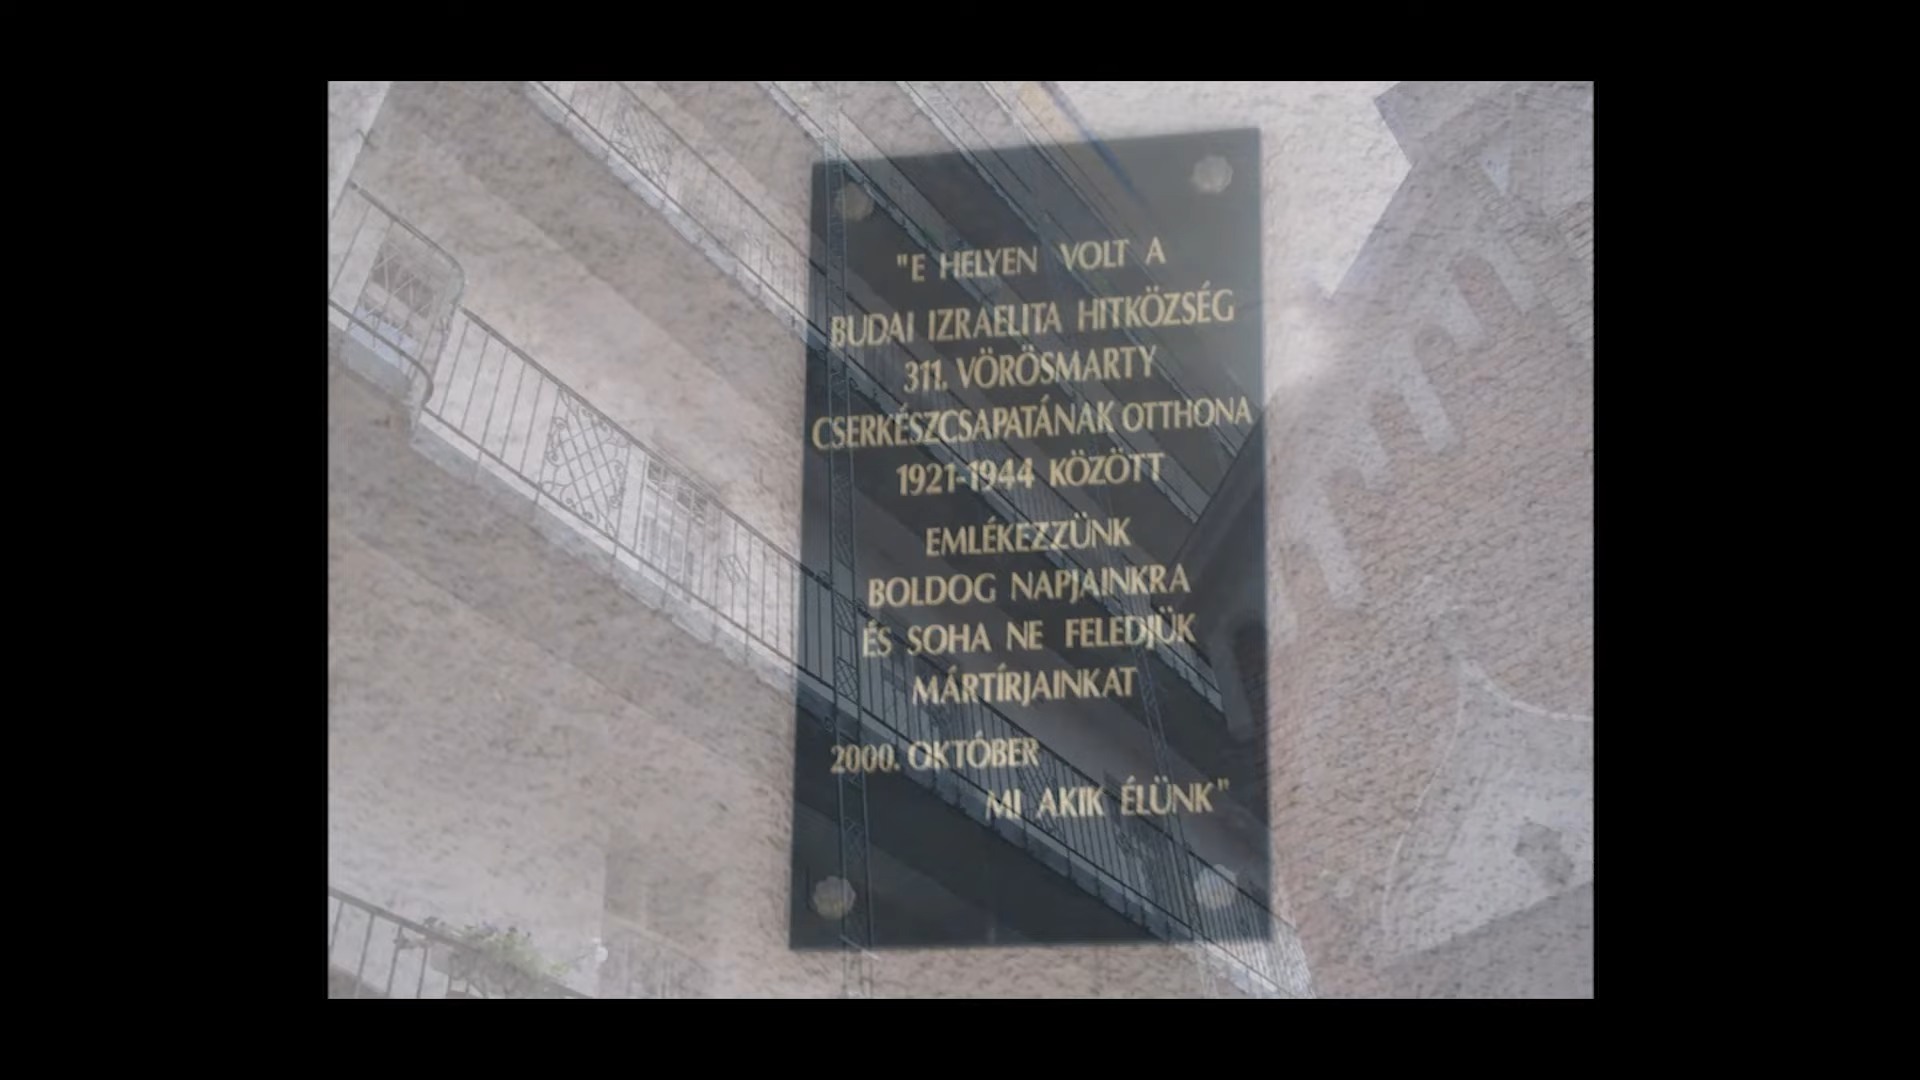 "E HELYEN VOLT A
BUDAI IZRAELITA HITKÖZSÉG
311. VÖRÖSMARTY
CSERKÉSZCSAPATÁNAK OTTHONA
1921-1944 KÖZÖTT
EMLÉKEZZÜNK
BOLDOG NAPJAINKRA
ÉS SOHA NE FELEDJÜK
MÁRTÍRJAINKAT
2000. OKTÓBER
MI AKIK ÉLÜNK"